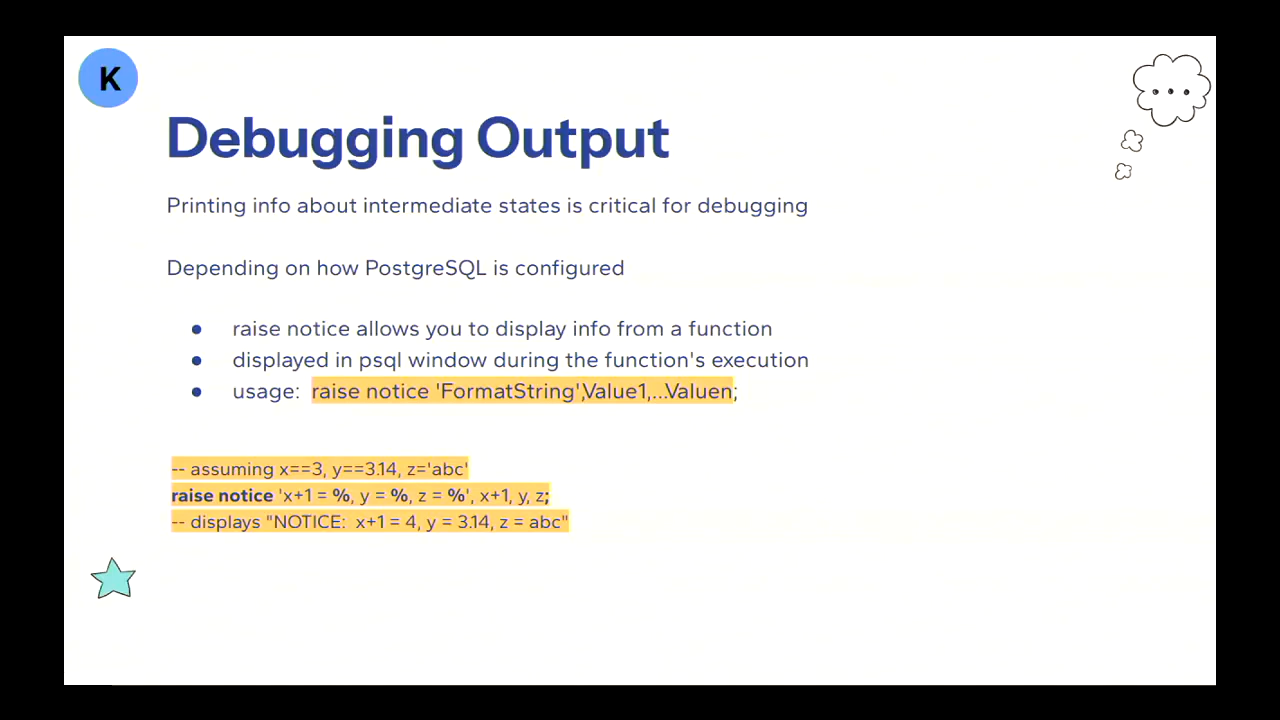 K
Debugging Output
Printing info about intermediate states is critical for debugging
Depending on how PostgreSQL is configured
● raise notice allows you to display info from a function
● displayed in psql window during the function's execution
● usage: raise notice 'FormatString',Value1,...Valuen;
-- assuming x==3, y==3.14, z='abc'
raise notice 'x+1 = %, y = %, z = %', x+1, y, z;
-- displays "NOTICE: x+1 = 4, y = 3.14, z = abc"